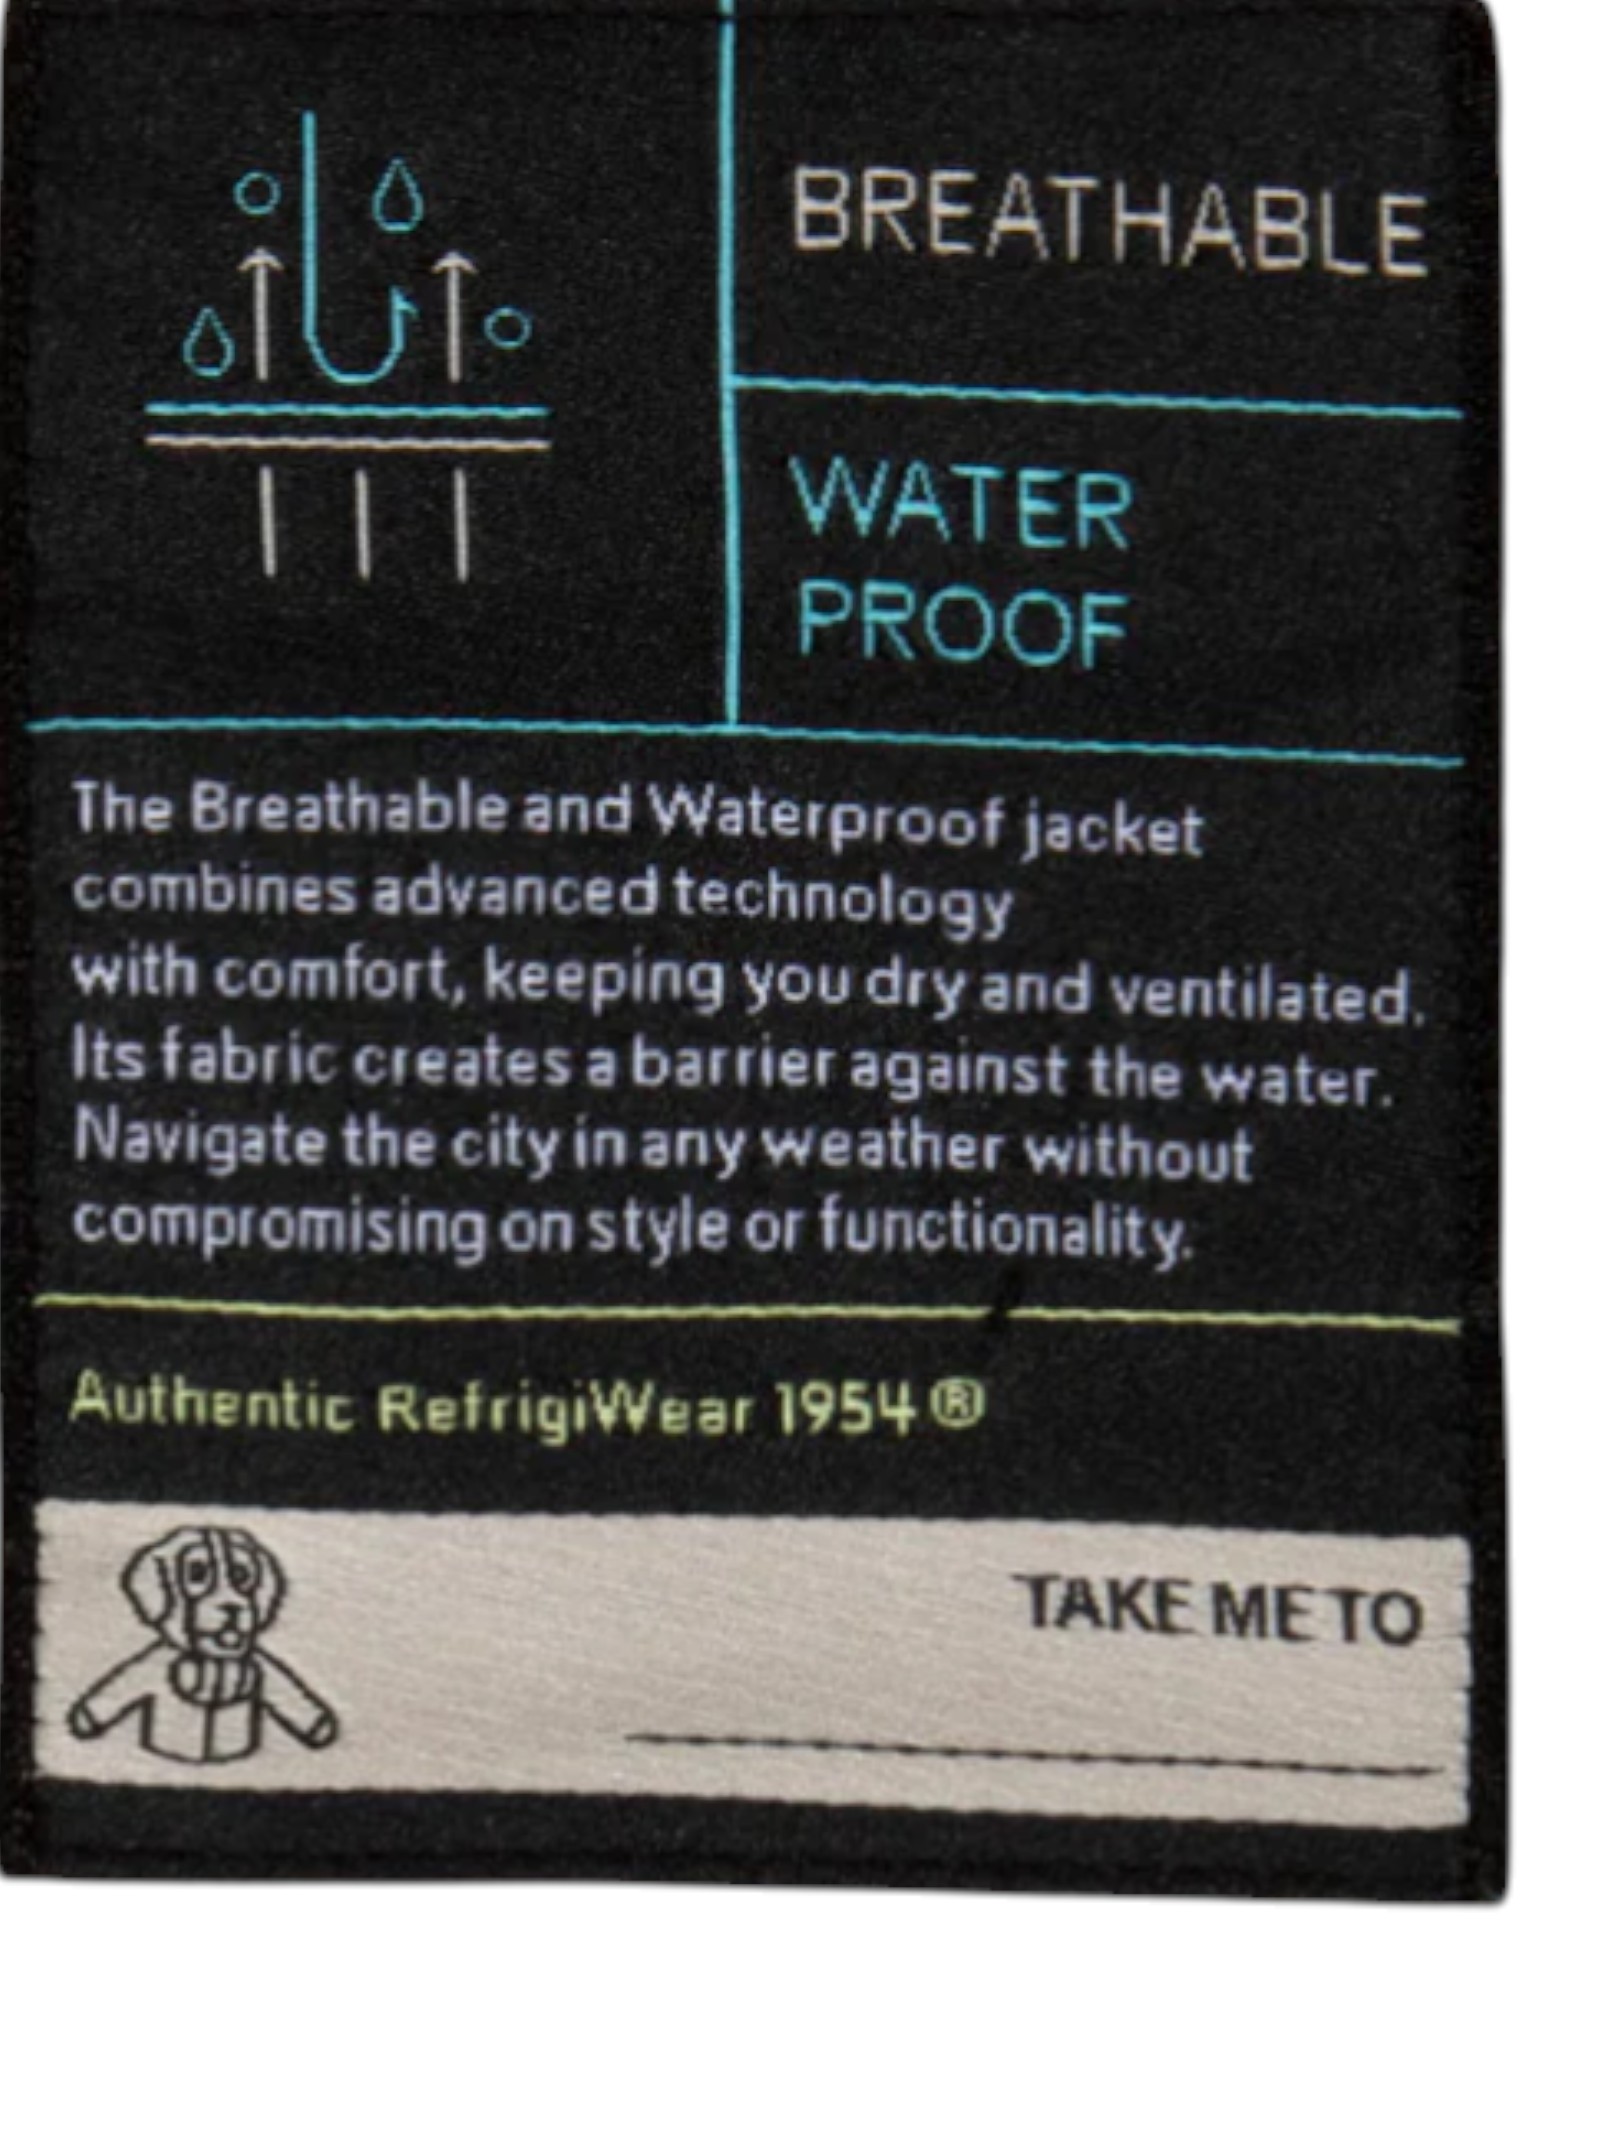 BREATHABLE
WATER
PROOF
The Breathable and Waterproof jacket
combines advanced technology
with comfort, keeping you dry and ventilated.
Its fabric creates a barrier against the water.
Navigate the city in any weather without
compromising on style or functionality.
Authentic RefrigiWear 1954 ®
TAKE ME TO